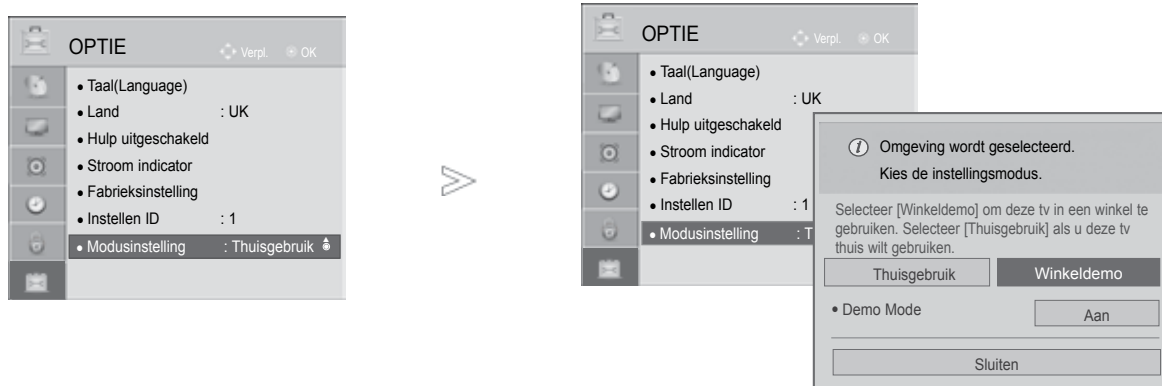 OPTIE
Verpl. OK
• Taal(Language)
• Land : UK
• Hulp uitgeschakeld
• Stroom indicator
• Fabrieksinstelling
• Instellen ID : 1
• Modusinstelling : Thuisgebruik
OPTIE
Verpl. OK
• Taal(Language)
• Land : UK
• Hulp uitgeschakeld
• Stroom indicator
• Fabrieksinstelling
• Instellen ID : 1
• Modusinstelling : T
Omgeving wordt geselecteerd.
Kies de instellingsmodus.
Selecteer [Winkeldemo] om deze tv in een winkel te
gebruiken. Selecteer [Thuisgebruik] als u deze tv
thuis wilt gebruiken.
Thuisgebruik Winkeldemo
• Demo Mode Aan
Sluiten